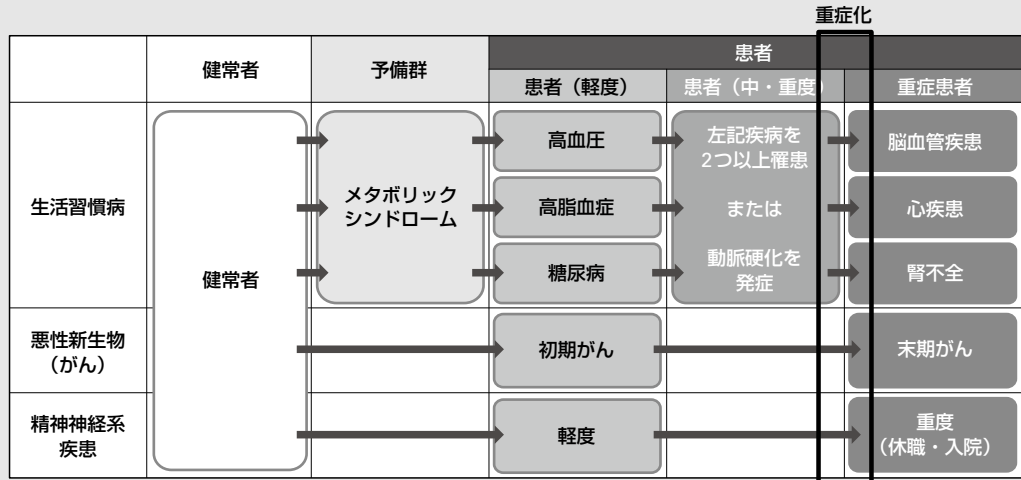 重症化
健常者
予備群
患者
患者（軽度）
患者（中・重度）
重症患者
生活習慣病
健常者
メタボリック
シンドローム
高血圧
高脂血症
糖尿病
左記疾病を
2つ以上罹患
または
動脈硬化を
発症
脳血管疾患
心疾患
腎不全
悪性新生物
（がん）
初期がん
末期がん
精神神経系
疾患
軽度
重度
（休職・入院）